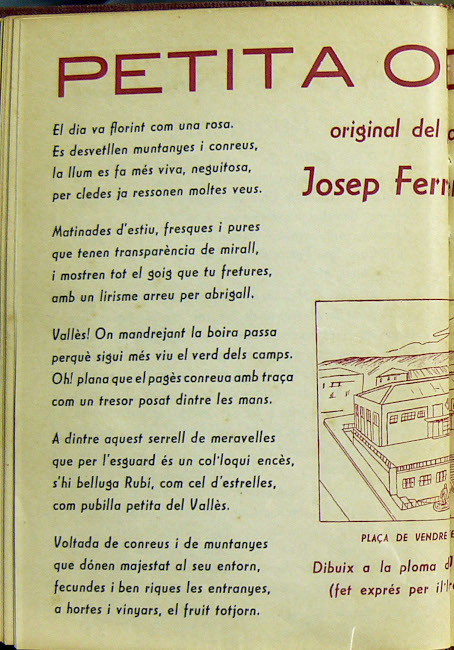 PETITA
El dia va florint com una rosa.
Es desvetllen muntanyes i conreus,
la llum es fa més viva, neguitosa,
per cledes ja ressonen moltes veus.
Matinades d'estiu, fresques i pures
que tenen transparència de mirall,
i mostren tot el goig que tu fretures,
amb un lirisme arreu per abrigall.
Vallès! On mandrejant la boira passa
perquè sigui més viu el verd dels camps.
Oh! plana que el pagès conreua amb traça
com un tresor posat dintre les mans.
A dintre aquest serrell de meravelles
que per l'esguard és un col·loqui encès,
s'hi belluga Rubí, com cel d'estrelles,
com pubilla petita del Vallès.
Voltada de conreus i de muntanyes
que dónen majestat al seu entorn,
fecundes i ben riques les entranyes,
a hortes i vinyars, el fruit totjorn.
original del
Josep
PLAÇA DE VENDRE
Dibuix a la ploma
(fet exprés per